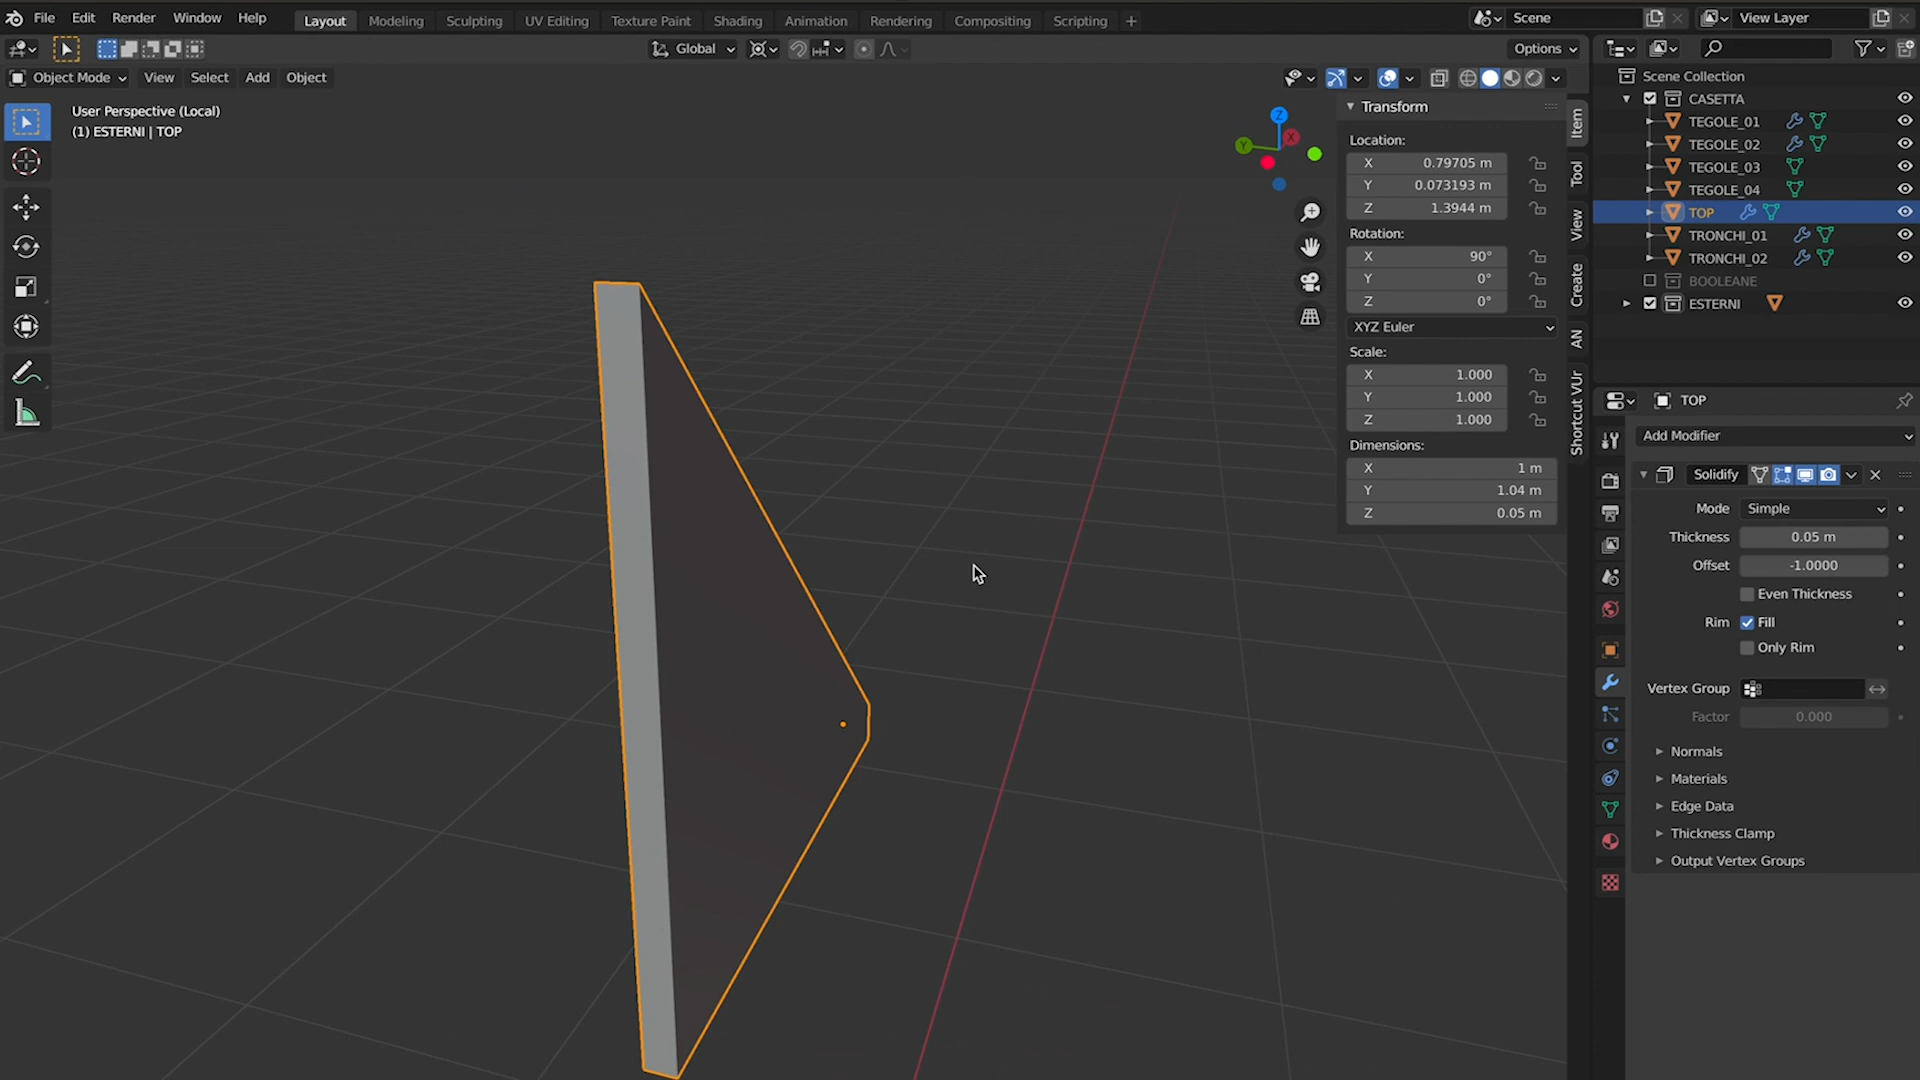 File Edit Render Window Help Layout Modeling Sculpting UV Editing Texture Paint Shading Animation Rendering Compositing Scripting + Scene View Layer
Global Options
Object Mode View Select Add Object
User Perspective (Local)
(1) ESTERNI | TOP
Z
X
Y
Transform
Location:
X 0.79705 m
Y 0.073193 m
Z 1.3944 m
Rotation:
X 90°
Y 0°
Z 0°
XYZ Euler
Scale:
X 1.000
Y 1.000
Z 1.000
Dimensions:
X 1 m
Y 1.04 m
Z 0.05 m
Item
Tool
View
Create
AN
Shortcut VUr
Scene Collection
CASETTA
TEGOLE_01
TEGOLE_02
TEGOLE_03
TEGOLE_04
TOP
TRONCHI_01
TRONCHI_02
BOOLEANE
ESTERNI
TOP
Add Modifier
Solidify
Mode Simple
Thickness 0.05 m
Offset -1.0000
Even Thickness
Rim Fill
Only Rim
Vertex Group
Factor 0.000
Normals
Materials
Edge Data
Thickness Clamp
Output Vertex Groups